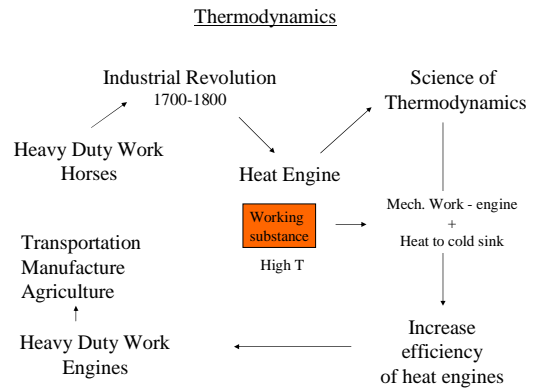 Thermodynamics
Industrial Revolution
1700-1800
Science of
Thermodynamics
Heavy Duty Work
Horses
Heat Engine
Working
substance
High T
Mech. Work - engine
+
Heat to cold sink
Transportation
Manufacture
Agriculture
Heavy Duty Work
Engines
Increase
efficiency
of heat engines